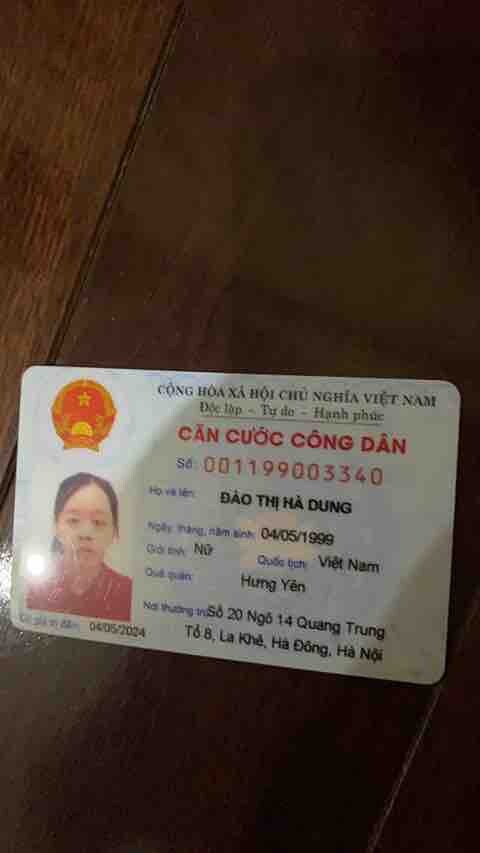 CỘNG HÒA XÃ HỘI CHỦ NGHĨA VIỆT NAM
Độc lập - Tự do - Hạnh phúc
CĂN CƯỚC CÔNG DÂN
Số: 001199003340
Họ và tên: ĐÀO THỊ HÀ DUNG
Ngày, tháng, năm sinh: 04/05/1999
Giới tính: Nữ Quốc tịch: Việt Nam
Quê quán: Hưng Yên
Nơi thường trú: Số 20 Ngõ 14 Quang Trung
Tổ 8, La Khê, Hà Đông, Hà Nội
Có giá trị đến: 04/05/2024